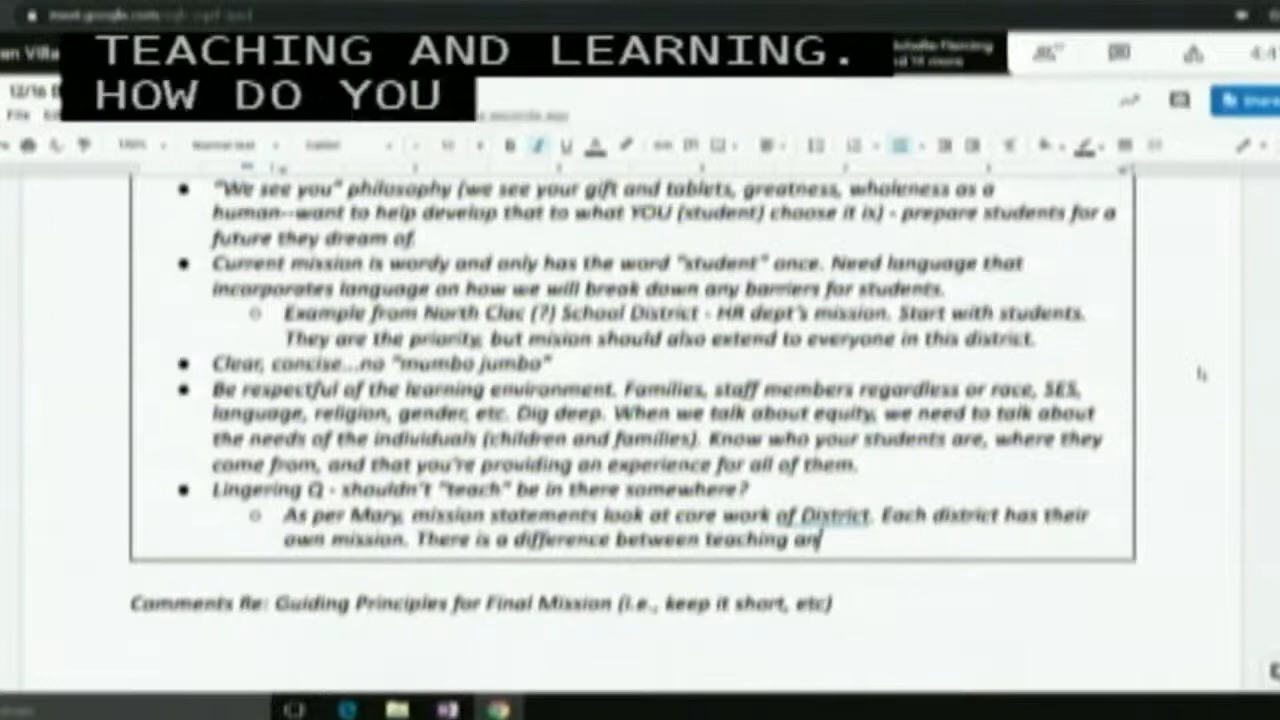 meet.google.com
TEACHING AND LEARNING.
HOW DO YOU
12/16
File
Share
● "We see you" philosophy (we see your gift and tablets, greatness, wholeness as a
human--want to help develop that to what YOU (student) choose it is) - prepare students for a
future they dream of.
● Current mission is wordy and only has the word "student" once. Need language that
incorporates language on how we will break down any barriers for students.
○ Example from North Clac (?) School District - HR dept's mission. Start with students.
They are the priority, but mision should also extend to everyone in this district.
● Clear, concise...no "mumbo jumbo"
● Be respectful of the learning environment. Families, staff members regardless or race, SES,
language, religion, gender, etc. Dig deep. When we talk about equity, we need to talk about
the needs of the individuals (children and families). Know who your students are, where they
come from, and that you're providing an experience for all of them.
● Lingering Q - shouldn't "teach" be in there somewhere?
○ As per Mary, mission statements look at core work of District. Each district has their
own mission. There is a difference between teaching an
Comments Re: Guiding Principles for Final Mission (i.e., keep it short, etc)